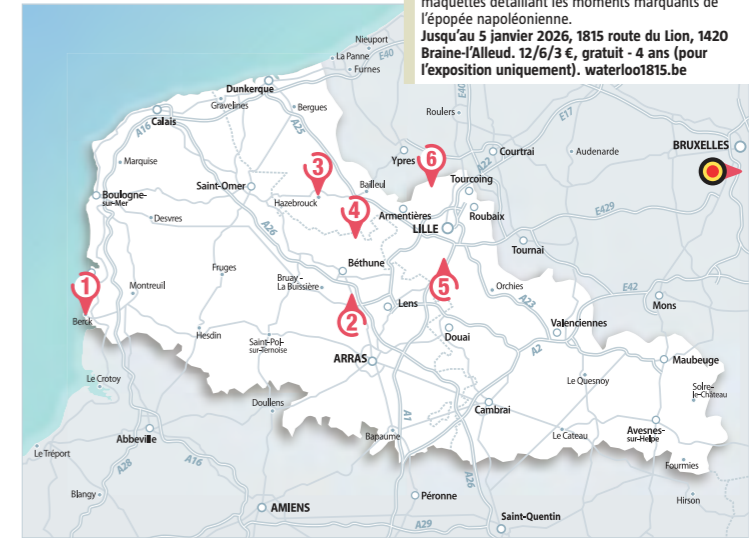 maquettes détaillant les moments marquants de
l'épopée napoléonienne.
Jusqu'au 5 janvier 2026, 1815 route du Lion, 1420
Braine-l'Alleud. 12/6/3 €, gratuit - 4 ans (pour
l'exposition uniquement). waterloo1815.be
Nieuport
La Panne
E40
Furnes
Dunkerque
Gravelines
Bergues
Roulers
E40
E17
A16
Calais
A25
BRUXELLES
Ypres
6
A22
Courtrai
Audenarde
Marquise
3
Saint-Omer
Bailleul
Tourcoing
Boulogne-
sur-Mer
Hazebrouck
4
Armentières
Roubaix
E429
Desvres
A26
LILLE
Tournai
Béthune
Fruges
Bruay -
La Buissière
5
Orchies
E42
1
Montreuil
A23
Mons
Lens
2
Berck
Valenciennes
Hesdin
Saint-Pol-
sur-Ternoise
Douai
A2
ARRAS
Maubeuge
Le Crotoy
Le Quesnoy
Solre-
le-Château
Doullens
Cambrai
A1
Abbeville
Bapaume
Le Cateau
Avesnes-
sur-Helpe
Le Tréport
A28
A16
Fourmies
A26
Blangy
Péronne
Hirson
AMIENS
Saint-Quentin
A29